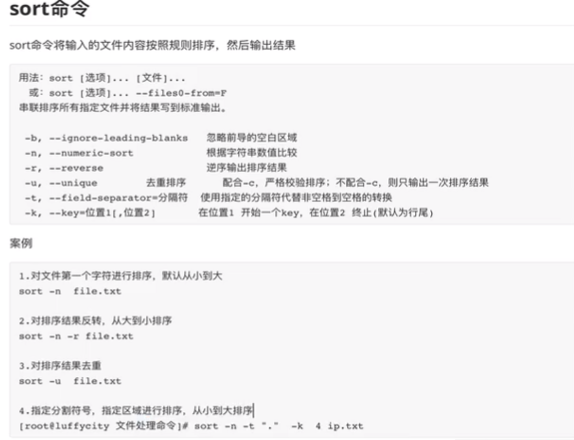 sort命令
sort命令将输入的文件内容按照规则排序，然后输出结果
用法：sort [选项]... [文件]...
或：sort [选项]... --files0-from=F
串联排序所有指定文件并将结果写到标准输出。
-b, --ignore-leading-blanks 忽略前导的空白区域
-n, --numeric-sort 根据字符串数值比较
-r, --reverse 逆序输出排序结果
-u, --unique 去重排序 配合-c，严格校验排序；不配合-c，则只输出一次排序结果
-t, --field-separator=分隔符 使用指定的分隔符代替非空格到空格的转换
-k, --key=位置1[,位置2] 在位置1 开始一个key，在位置2 终止(默认为行尾)
案例
1.对文件第一个字符进行排序，默认从小到大
sort -n file.txt
2.对排序结果反转，从大到小排序
sort -n -r file.txt
3.对排序结果去重
sort -u file.txt
4.指定分割符号，指定区域进行排序，从小到大排序
[root@luffycity 文件处理命令]# sort -n -t "." -k 4 ip.txt